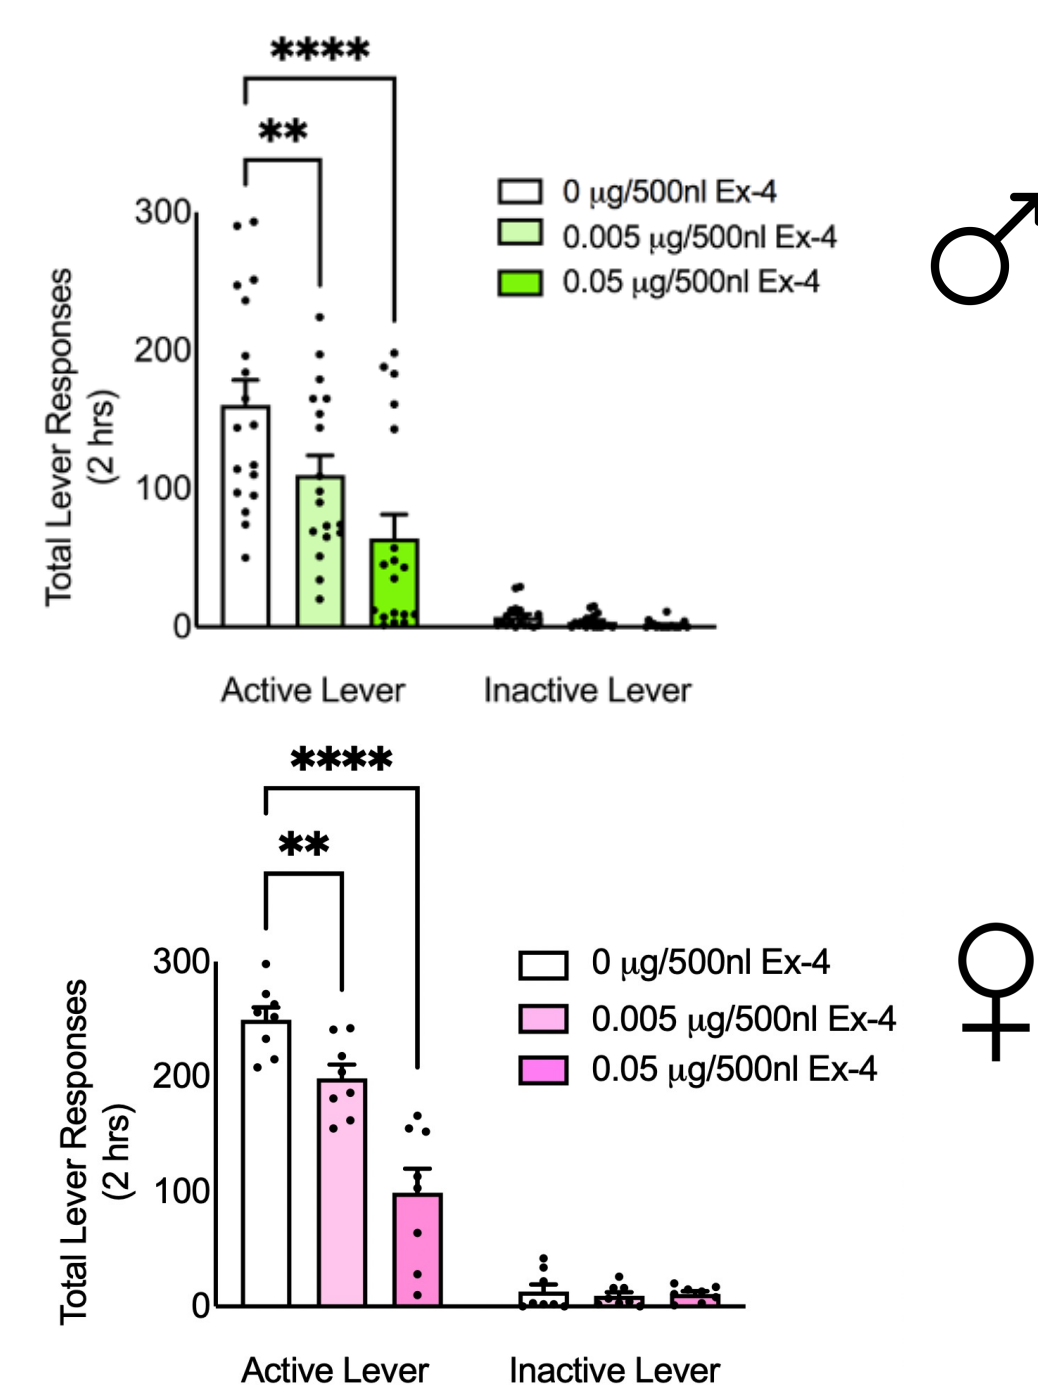 ****
**
0 μg/500nl Ex-4
0.005 μg/500nl Ex-4
0.05 μg/500nl Ex-4
♂
300
200
100
0
Total Lever Responses
(2 hrs)
Active Lever
Inactive Lever
****
**
0 μg/500nl Ex-4
0.005 μg/500nl Ex-4
0.05 μg/500nl Ex-4
♀
300
200
100
0
Total Lever Responses
(2 hrs)
Active Lever
Inactive Lever